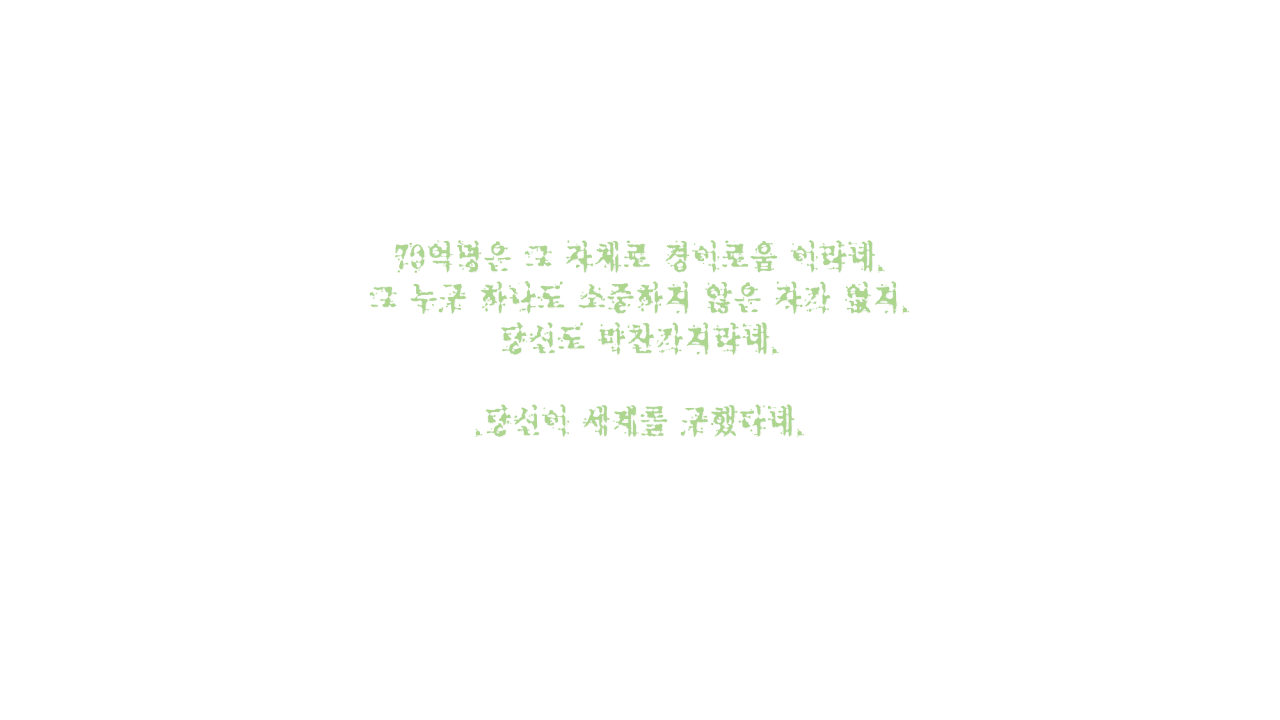 70억명은 그 자체로 경이로움 이라네.
그 누구 하나도 소중하지 않은 자가 없지.
당신도 마찬가지라네.
.당신이 세계를 구했다네.